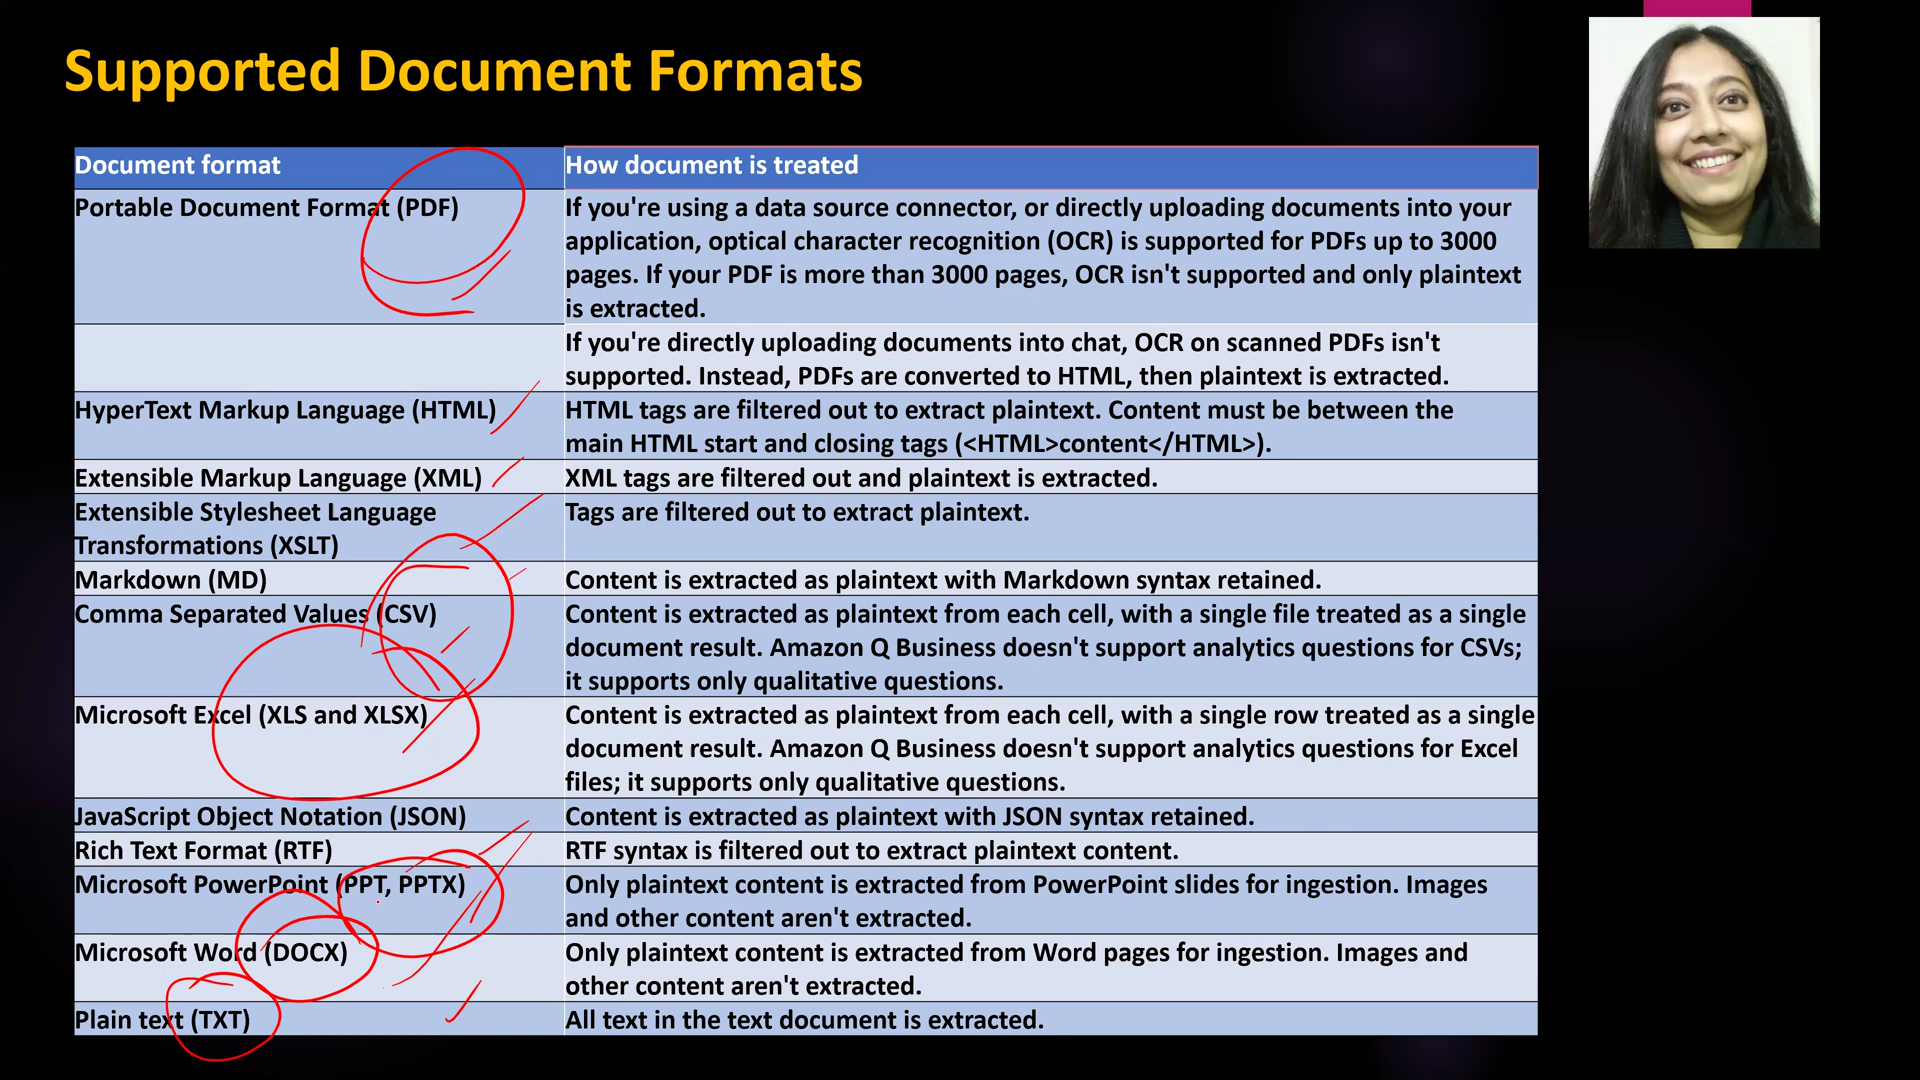 Supported Document Formats
Document format
How document is treated
Portable Document Format (PDF)
If you're using a data source connector, or directly uploading documents into your
application, optical character recognition (OCR) is supported for PDFs up to 3000
pages. If your PDF is more than 3000 pages, OCR isn't supported and only plaintext
is extracted.
If you're directly uploading documents into chat, OCR on scanned PDFs isn't
supported. Instead, PDFs are converted to HTML, then plaintext is extracted.
HyperText Markup Language (HTML)
HTML tags are filtered out to extract plaintext. Content must be between the
main HTML start and closing tags (<HTML>content</HTML>).
Extensible Markup Language (XML)
XML tags are filtered out and plaintext is extracted.
Extensible Stylesheet Language
Transformations (XSLT)
Tags are filtered out to extract plaintext.
Markdown (MD)
Content is extracted as plaintext with Markdown syntax retained.
Comma Separated Values (CSV)
Content is extracted as plaintext from each cell, with a single file treated as a single
document result. Amazon Q Business doesn't support analytics questions for CSVs;
it supports only qualitative questions.
Microsoft Excel (XLS and XLSX)
Content is extracted as plaintext from each cell, with a single row treated as a single
document result. Amazon Q Business doesn't support analytics questions for Excel
files; it supports only qualitative questions.
JavaScript Object Notation (JSON)
Content is extracted as plaintext with JSON syntax retained.
Rich Text Format (RTF)
RTF syntax is filtered out to extract plaintext content.
Microsoft PowerPoint (PPT, PPTX)
Only plaintext content is extracted from PowerPoint slides for ingestion. Images
and other content aren't extracted.
Microsoft Word (DOCX)
Only plaintext content is extracted from Word pages for ingestion. Images and
other content aren't extracted.
Plain text (TXT)
All text in the text document is extracted.